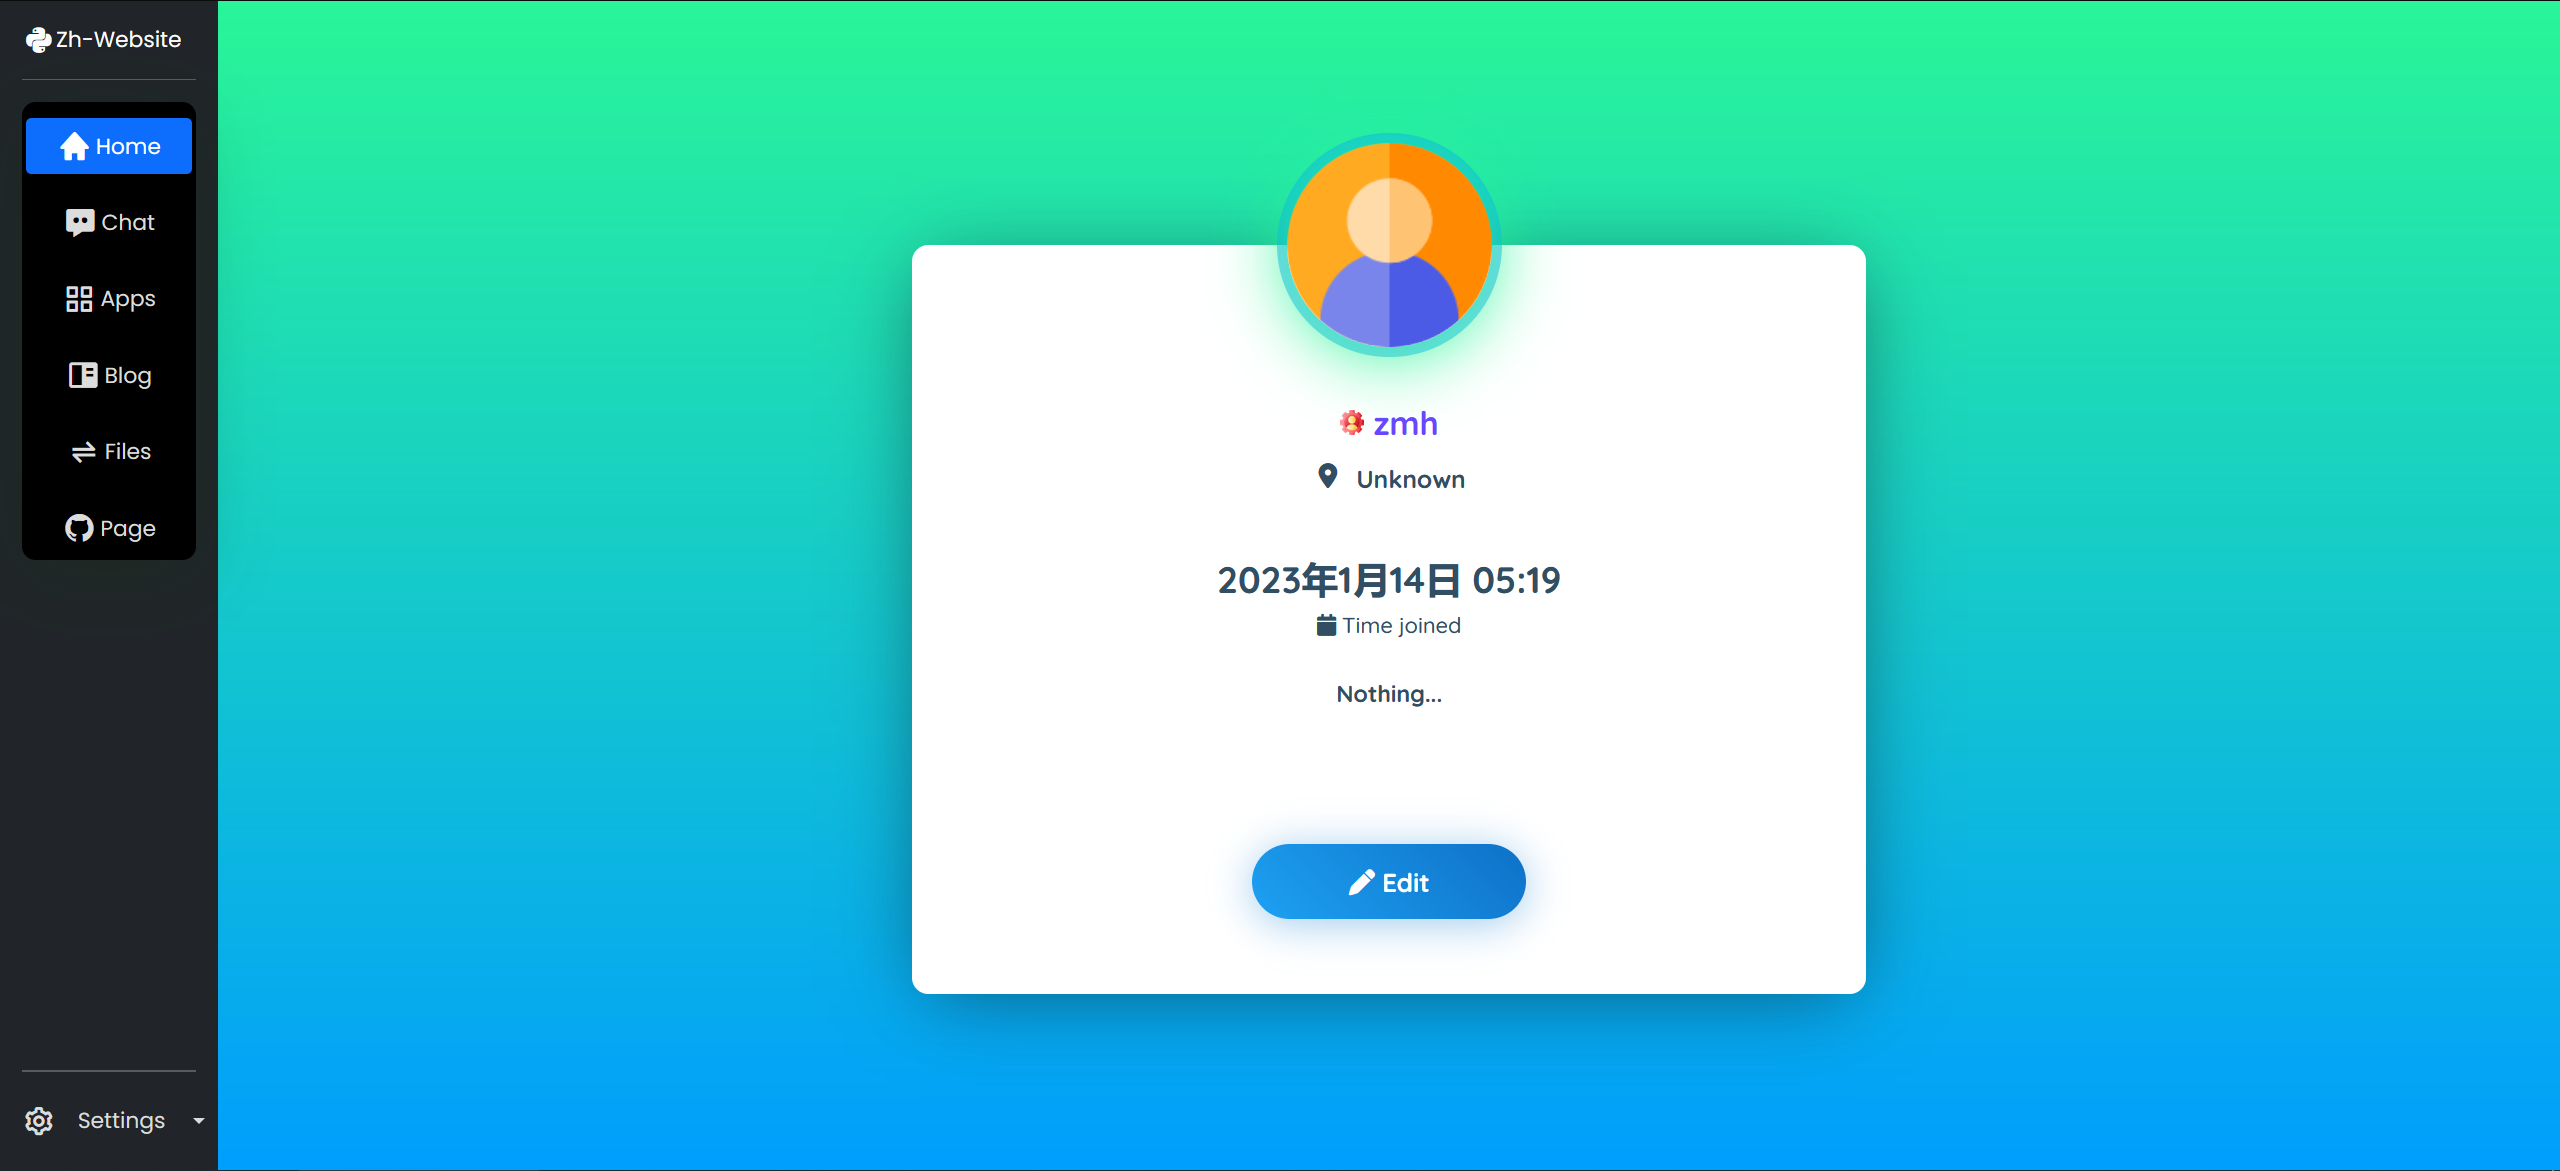 Zh-Website
Home
Chat
Apps
Blog
Files
Page
Settings
zmh
Unknown
2023年1月14日 05:19
Time joined
Nothing...
Edit